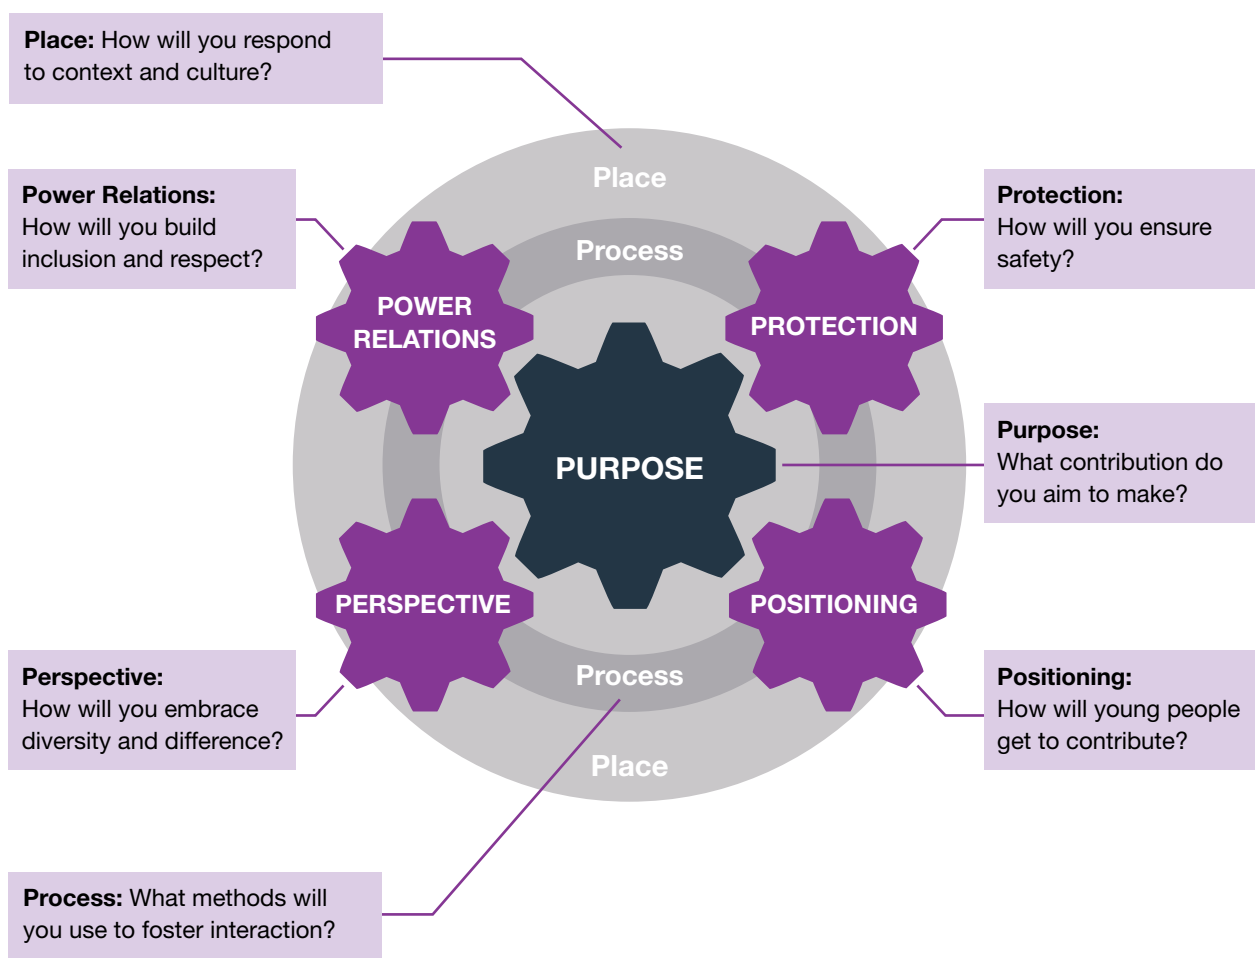 Place: How will you respond
to context and culture?
Place
Power Relations:
How will you build
inclusion and respect?
Protection:
How will you ensure
safety?
Process
POWER
RELATIONS
PROTECTION
Purpose:
What contribution do
you aim to make?
PURPOSE
PERSPECTIVE
POSITIONING
Process
Perspective:
How will you embrace
diversity and difference?
Positioning:
How will young people
get to contribute?
Place
Process: What methods will
you use to foster interaction?